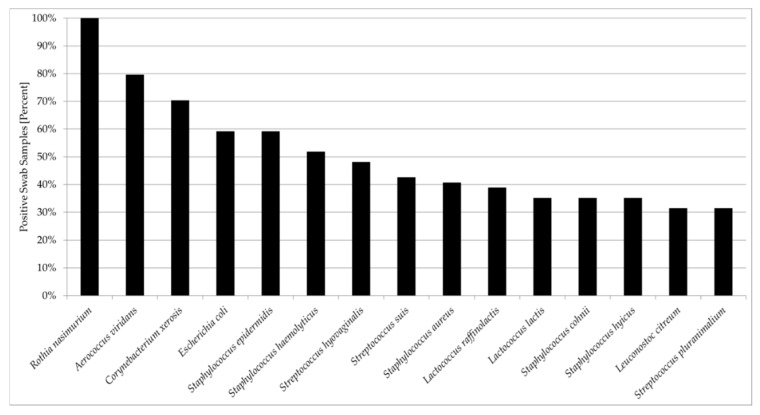 Positive Swab Samples [Percent]
100%
90%
80%
70%
60%
50%
40%
30%
20%
10%
0%
Rothia nasimurium
Aerococcus viridans
Corynebacterium xerosis
Escherichia coli
Staphylococcus epidermidis
Staphylococcus haemolyticus
Streptococcus hyovaginalis
Streptococcus suis
Staphylococcus aureus
Lactococcus raffinolactis
Lactococcus lactis
Staphylococcus cohnii
Staphylococcus hyicus
Leuconostoc citreum
Streptococcus pluranimalium